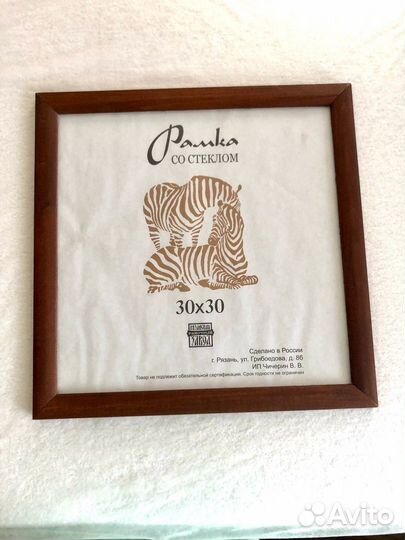 Рамка
СО СТЕКЛОМ
30х30
Сделано в России
г. Рязань, ул. Грибоедова, д. 86
ИП Чичерин В. В.
Товар не подлежит обязательной сертификации. Срок годности не ограничен
Avito